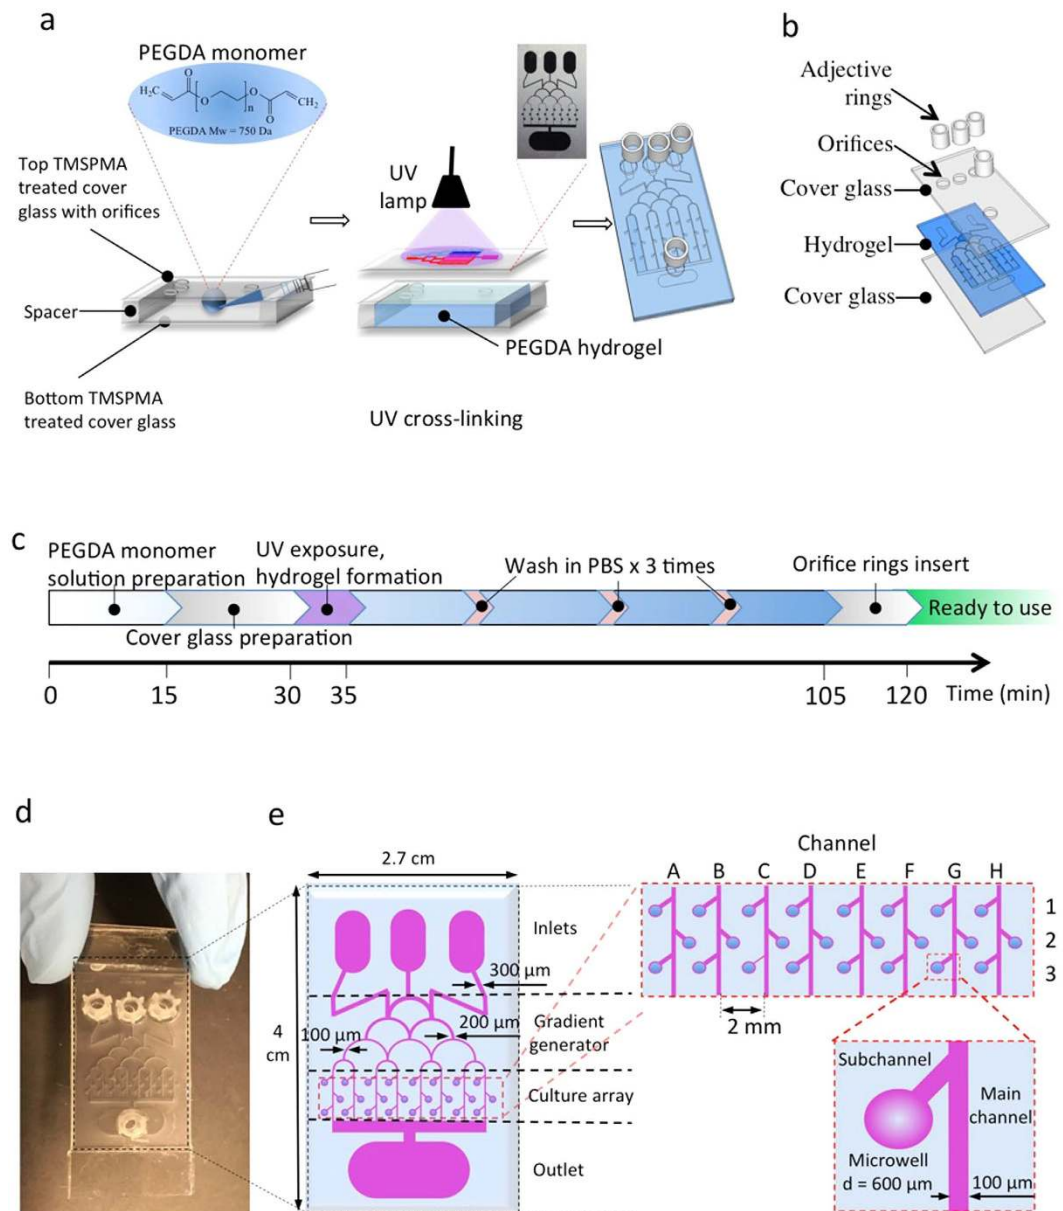 a
PEGDA monomer
H₂C
O
O
n
O
O
CH₂
PEGDA Mw = 750 Da
Top TMSPMA
treated cover
glass with orifices
Spacer
Bottom TMSPMA
treated cover glass
UV
lamp
PEGDA hydrogel
UV cross-linking
b
Adjective
rings
Orifices
Cover glass
Hydrogel
Cover glass
c
PEGDA monomer
solution preparation
UV exposure,
hydrogel formation
Wash in PBS x 3 times
Orifice rings insert
Ready to use
Cover glass preparation
0 15 30 35 105 120 Time (min)
d
e
2.7 cm
4
cm
Inlets
300 µm
100 µm
200 µm
Gradient
generator
Culture array
Outlet
Channel
A B C D E F G H
1
2
3
2 mm
Subchannel
Main
channel
Microwell
d = 600 µm
100 µm